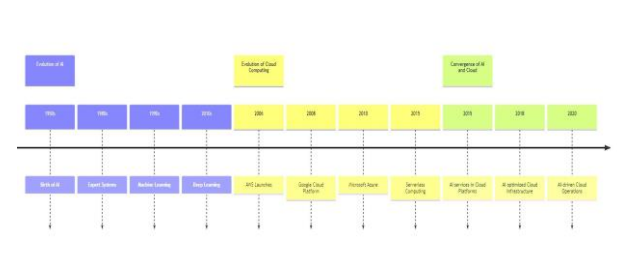 Evolution of AI
Evolution of Cloud
Computing
Convergence of AI
and Cloud
1950s
1980s
1990s
2010s
2006
2008
2010
2015
2018
2020
Birth of AI
Expert Systems
Machine Learning
Deep Learning
AWS Launches
Google Cloud
Platform
Microsoft Azure
Serverless
Computing
AI services in Cloud
Platforms
AI-optimized Cloud
Infrastructure
AI-driven Cloud
Operations